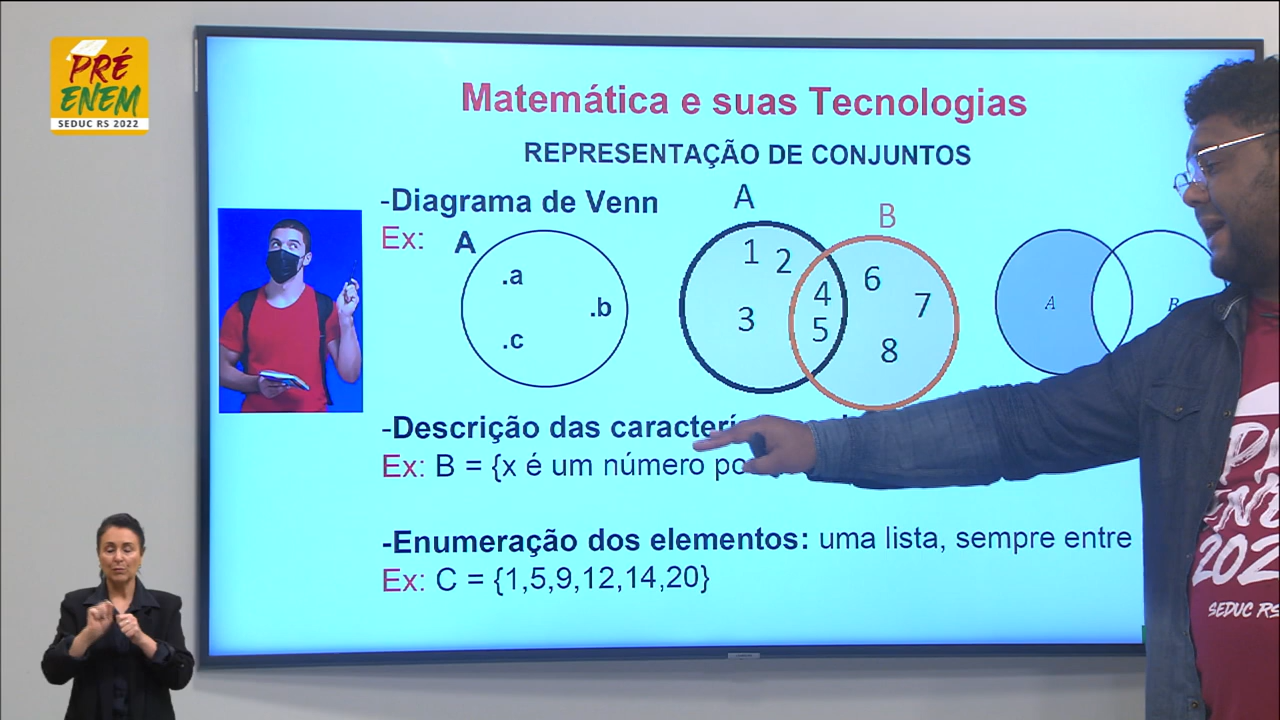 PRÉ
ENEM
SEDUC RS 2022
Matemática e suas Tecnologias
REPRESENTAÇÃO DE CONJUNTOS
-Diagrama de Venn
Ex:
A
.a
.b
.c
A
B
1 2
3
4
5
6
7
8
A
B
-Descrição das
Ex: B = {x é um número
-Enumeração dos elementos: uma lista, sempre entre
Ex: C = {1,5,9,12,14,20}
SEDUC RS